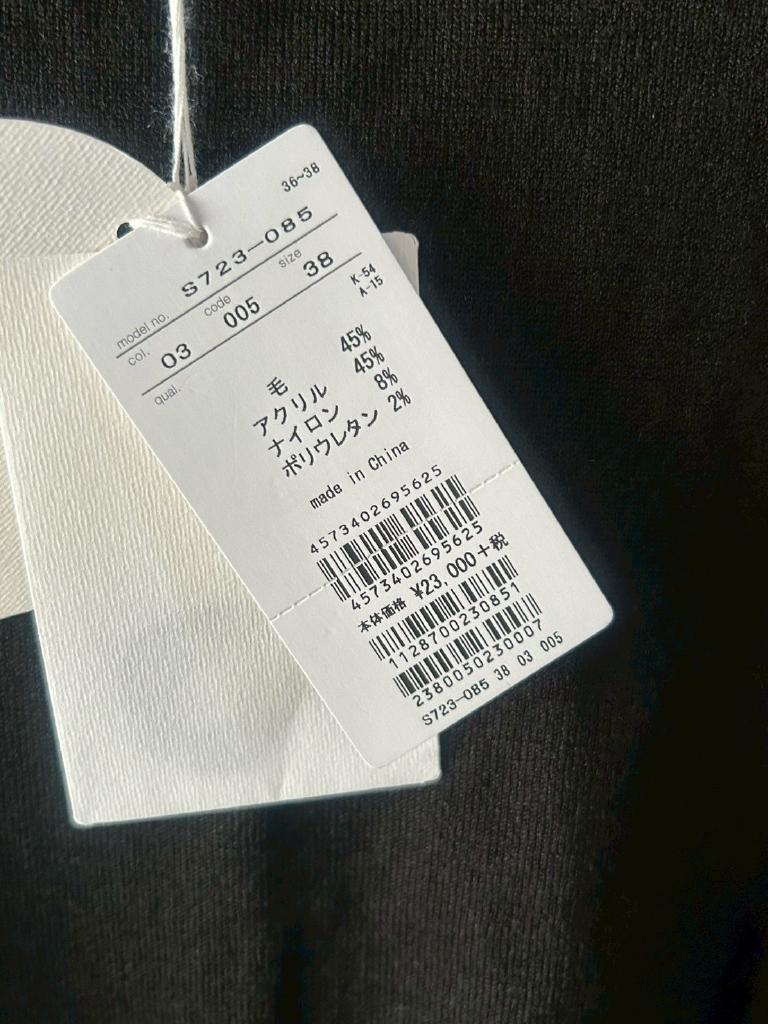 36~38
model no. S723-085
col. 03 code 005 size 38
qual.
K-54
A-15
毛 45%
アクリル 45%
ナイロン 8%
ポリウレタン 2%
made in China
4573402695625
4573402695625
本体価格 ¥23,000+税
1128700230851
2380050230007
S723-085 38 03 005